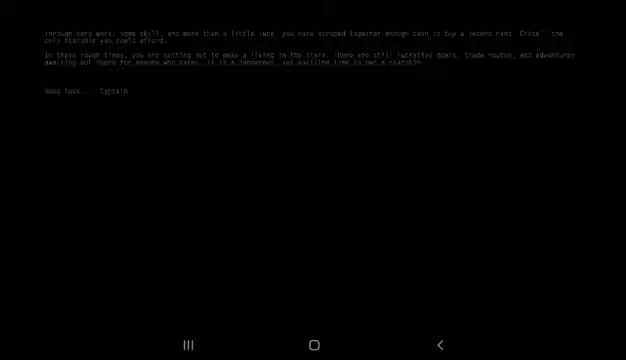 Through hard work, some skill, and more than a little luck, you have scraped together enough cash to buy a second hand the
only starship you could afford.
In these rough times, you are setting out to make a living in the stars. There are still lucrative deals, trade routes, and adventures
awaiting out there for anyone who dares. It is a dangerous, yet exciting time to own a starship.
Good luck... Captain